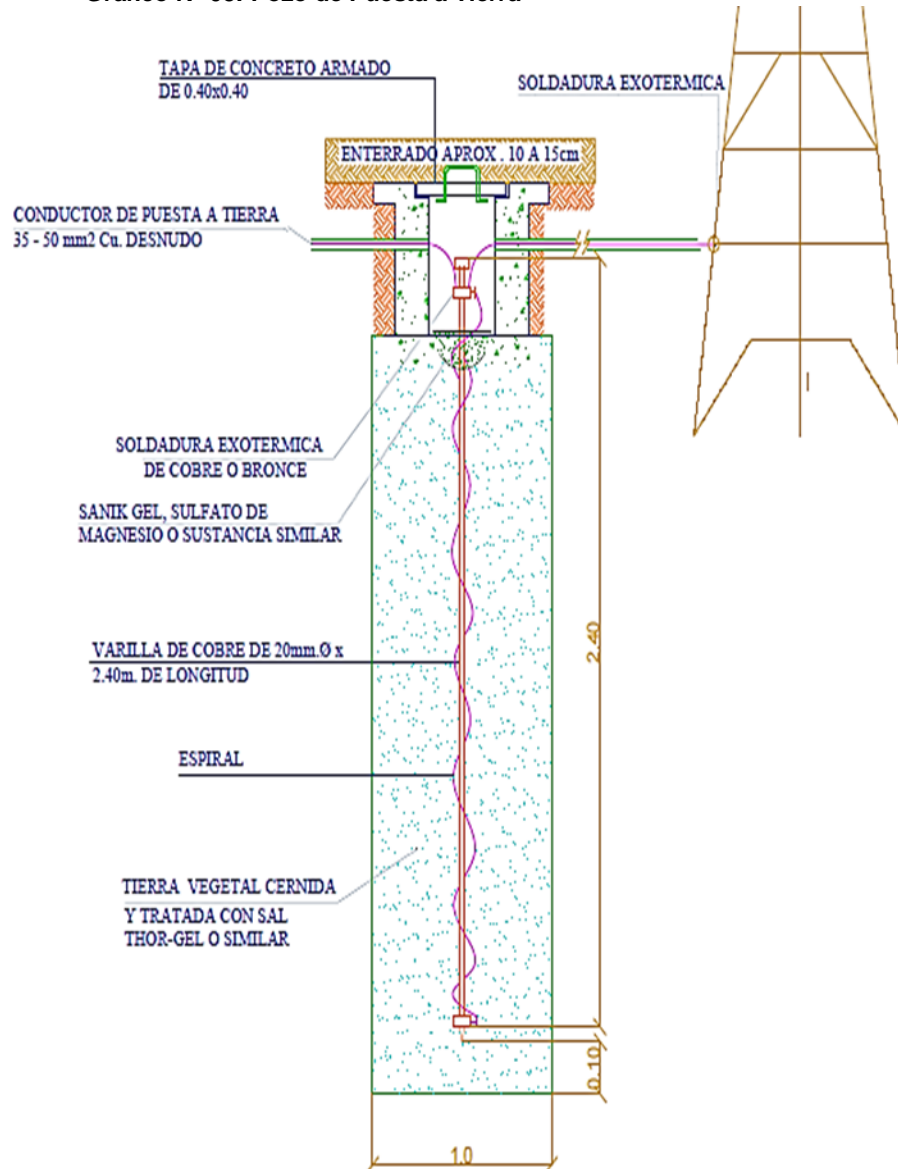 TAPA DE CONCRETO ARMADO
DE 0.40x0.40
SOLDADURA EXOTERMICA
ENTERRADO APROX . 10 A 15cm
CONDUCTOR DE PUESTA A TIERRA
35 - 50 mm2 Cu. DESNUDO
SOLDADURA EXOTERMICA
DE COBRE O BRONCE
SANIK GEL, SULFATO DE
MAGNESIO O SUSTANCIA SIMILAR
2.40
VARILLA DE COBRE DE 20mm.Ø x
2.40m. DE LONGITUD
ESPIRAL
TIERRA VEGETAL CERNIDA
Y TRATADA CON SAL
THOR-GEL O SIMILAR
0.10
1.0